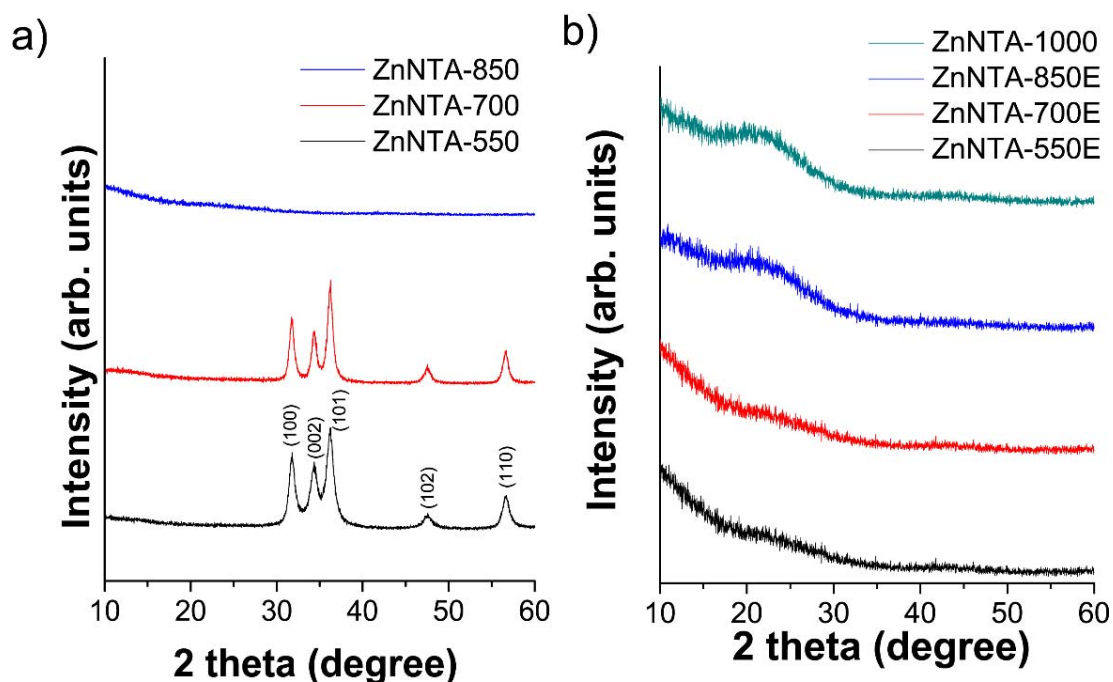 a)
ZnNTA-850
ZnNTA-700
ZnNTA-550
Intensity (arb. units)
(100)
(002)
(101)
(102)
(110)
10 20 30 40 50 60
2 theta (degree)
b)
ZnNTA-1000
ZnNTA-850E
ZnNTA-700E
ZnNTA-550E
Intensity (arb. units)
10 20 30 40 50 60
2 theta (degree)